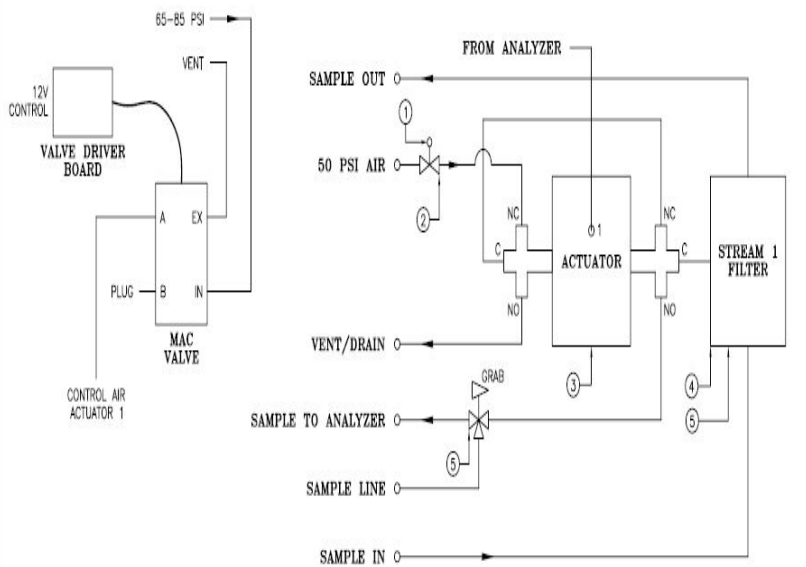 65-85 PSI
VENT
12V
CONTROL
VALVE DRIVER
BOARD
A
EX
PLUG
B
IN
MAC
VALVE
CONTROL AIR
ACTUATOR 1
FROM ANALYZER
SAMPLE OUT
1
50 PSI AIR
2
NC
NC
1
C
C
ACTUATOR
STREAM 1
FILTER
NO
NO
VENT/DRAIN
3
4
GRAB
5
SAMPLE TO ANALYZER
5
SAMPLE LINE
SAMPLE IN